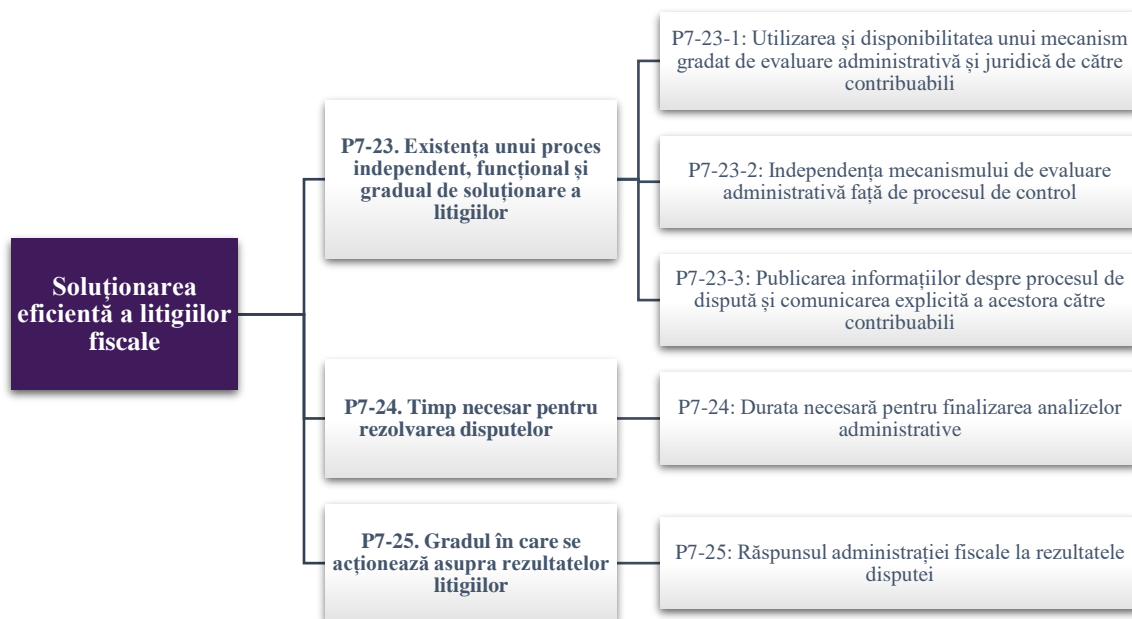 Soluționarea
eficientă a litigiilor
fiscale
P7-23. Existența unui proces
independent, funcțional și
gradual de soluționare a
litigiilor
P7-23-1: Utilizarea și disponibilitatea unui mecanism
gradat de evaluare administrativă și juridică de către
contribuabili
P7-23-2: Independența mecanismului de evaluare
administrativă față de procesul de control
P7-23-3: Publicarea informațiilor despre procesul de
dispută și comunicarea explicită a acestora către
contribuabili
P7-24. Timp necesar pentru
rezolvarea disputelor
P7-24: Durata necesară pentru finalizarea analizelor
administrative
P7-25. Gradul în care se
acționează asupra rezultatelor
litigiilor
P7-25: Răspunsul administrației fiscale la rezultatele
disputei